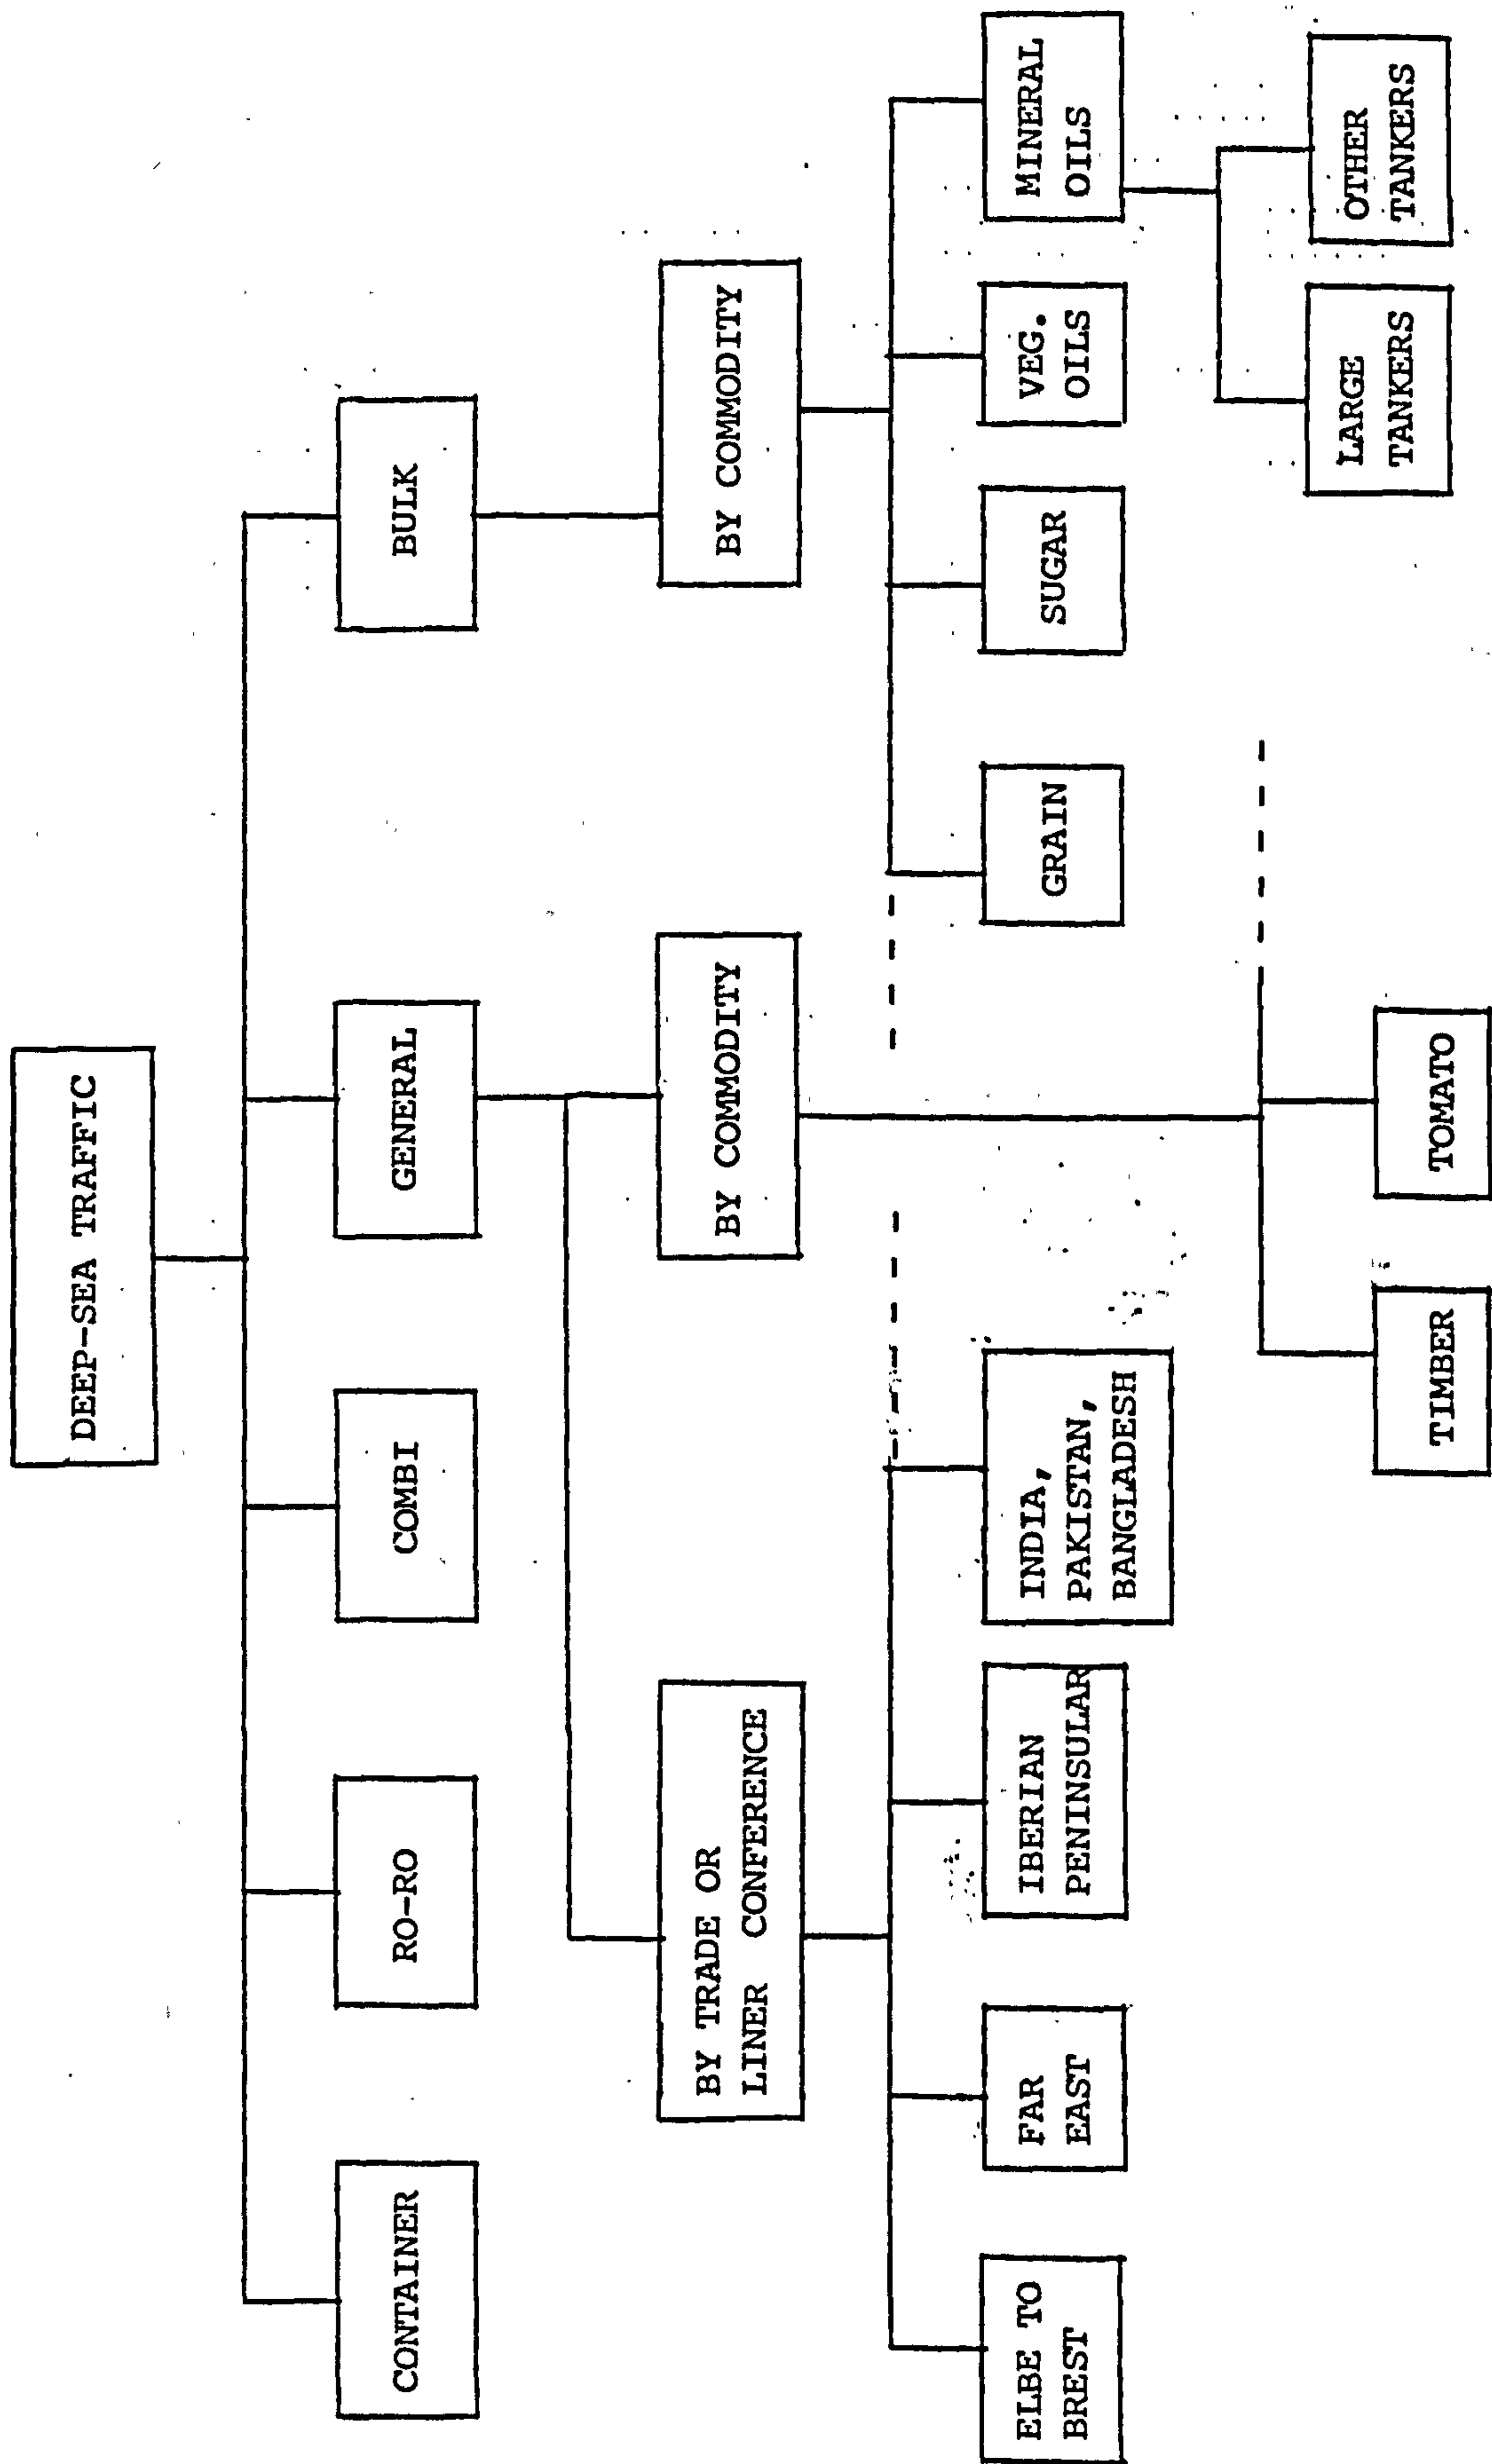 DEEP-SEA TRAFFIC
CONTAINER
RO-RO
COMBI
GENERAL
BULK
BY TRADE OR
LINER CONFERENCE
BY COMMODITY
BY COMMODITY
ELBE TO
BREST
FAR
EAST
IBERIAN
PENINSULAR
INDIA,
PAKISTAN,
BANGLADESH
GRAIN
SUGAR
VEG.
OILS
MINERAL
OILS
LARGE
TANKERS
OTHER
TANKERS
TIMBER
TOMATO